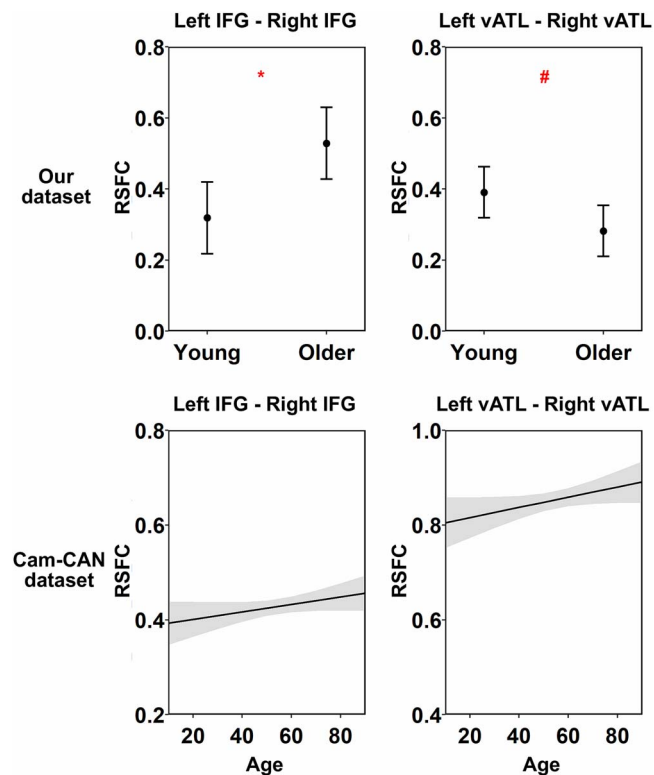 Left IFG - Right IFG
Left vATL - Right vATL
Our
dataset
RSFC
0.8
0.6
0.4
0.2
0.0
*
Young
Older
RSFC
0.8
0.6
0.4
0.2
0.0
#
Young
Older
Left IFG - Right IFG
Left vATL - Right vATL
Cam-CAN
dataset
RSFC
0.8
0.6
0.4
0.2
20
40
60
80
Age
RSFC
1.0
0.8
0.6
0.4
20
40
60
80
Age